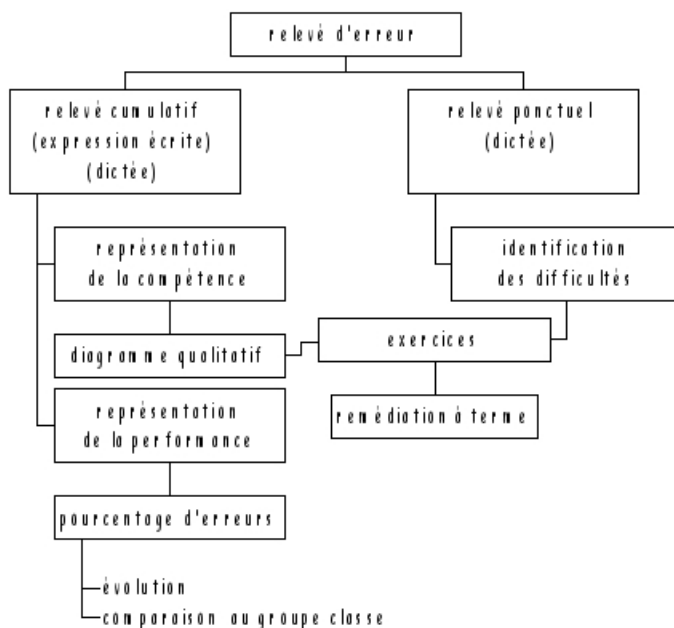 relevé d'erreur
relevé cumulatif
(expression écrite)
(dictée)
relevé ponctuel
(dictée)
représentation
de la compétence
identification
des difficultés
diagramme qualitatif
exercices
représentation
de la performance
remédiation à terme
pourcentage d'erreurs
évolution
comparaison au groupe classe